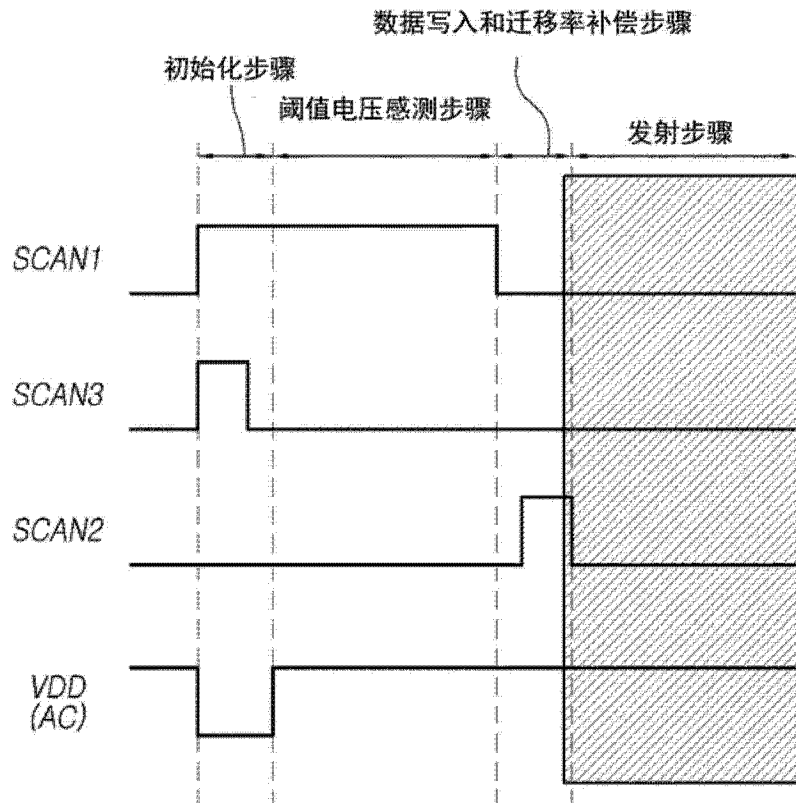 数据写入和迁移率补偿步骤
初始化步骤
阈值电压感测步骤
发射步骤
SCAN1
SCAN3
SCAN2
VDD
(AC)